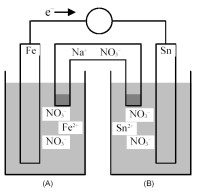 e
Fe
Sn
Na⁺ NO₃⁻
NO₃⁻ NO₃⁻
Fe²⁺ Sn²⁺
NO₃⁻ NO₃⁻
(A) (B)